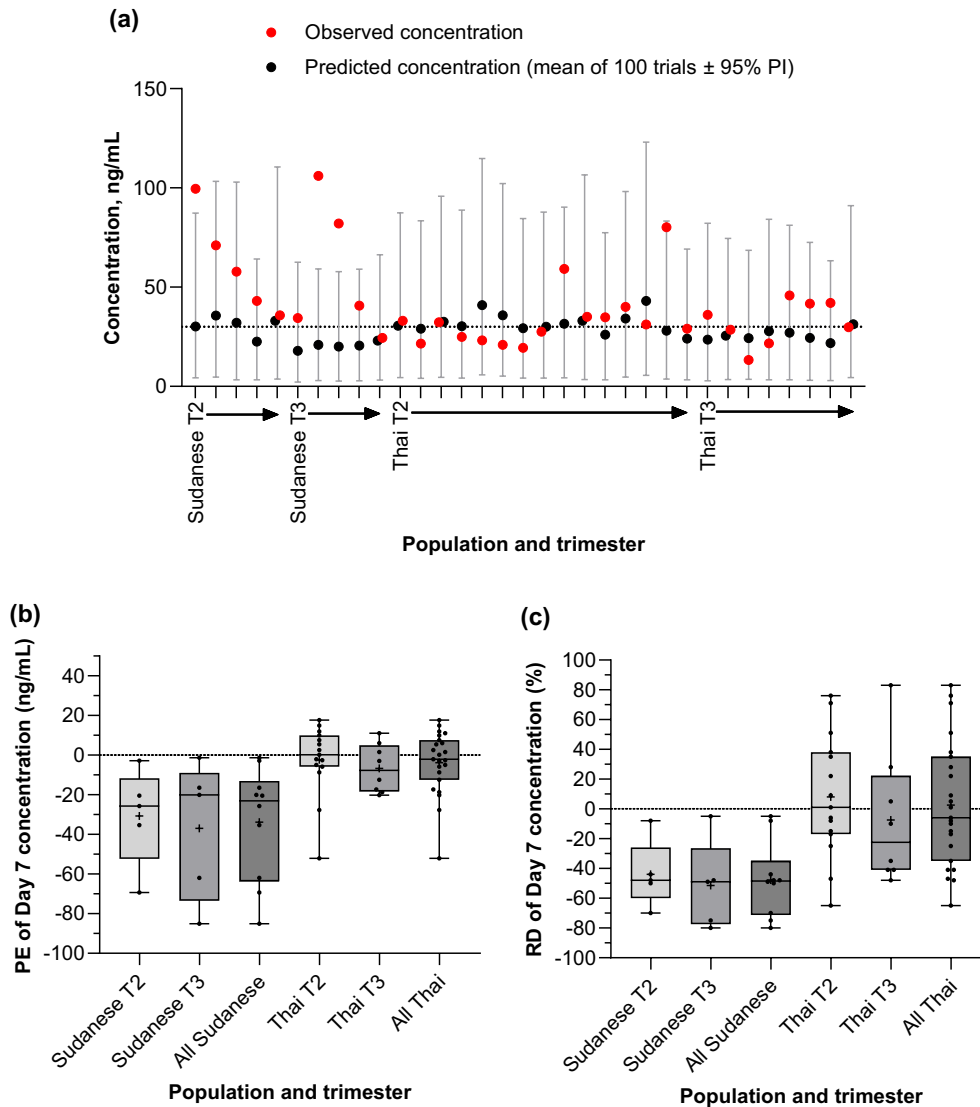 (a)
Observed concentration
Predicted concentration (mean of 100 trials ± 95% PI)
150
100
50
0
Concentration, ng/mL
Sudanese T2
Sudanese T3
Thai T2
Thai T3
Population and trimester
(b)
40
20
0
-20
-40
-60
-80
-100
PE of Day 7 concentration (ng/mL)
Sudanese T2
Sudanese T3
All Sudanese
Thai T2
Thai T3
All Thai
Population and trimester
(c)
100
80
60
40
20
0
-20
-40
-60
-80
-100
RD of Day 7 concentration (%)
Sudanese T2
Sudanese T3
All Sudanese
Thai T2
Thai T3
All Thai
Population and trimester